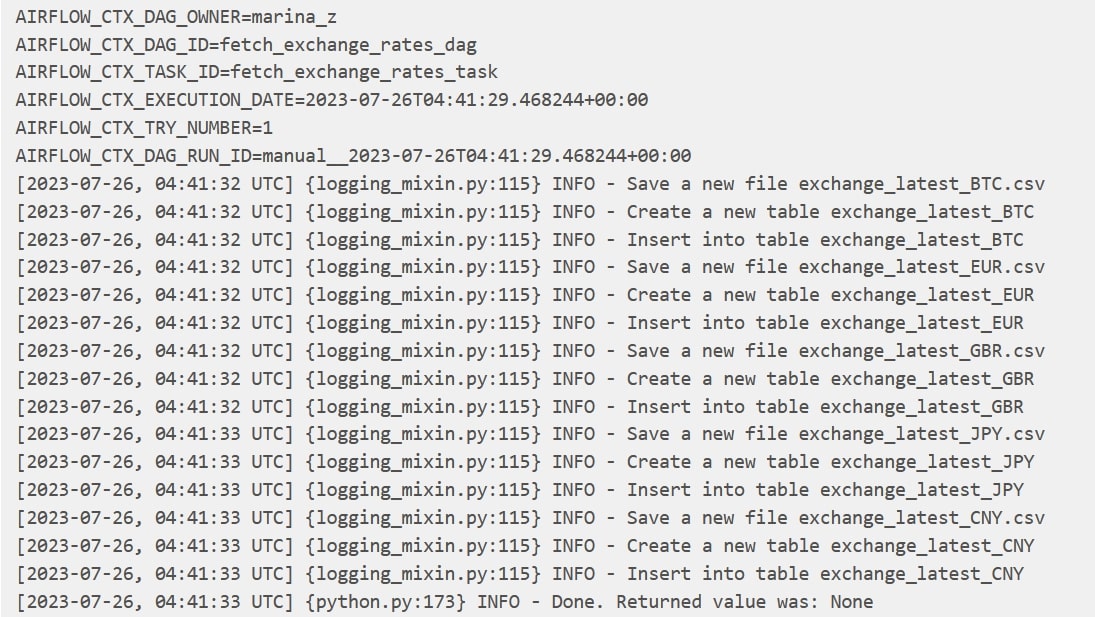 AIRFLOW_CTX_DAG_OWNER=marina_z
AIRFLOW_CTX_DAG_ID=fetch_exchange_rates_dag
AIRFLOW_CTX_TASK_ID=fetch_exchange_rates_task
AIRFLOW_CTX_EXECUTION_DATE=2023-07-26T04:41:29.468244+00:00
AIRFLOW_CTX_TRY_NUMBER=1
AIRFLOW_CTX_DAG_RUN_ID=manual__2023-07-26T04:41:29.468244+00:00
[2023-07-26, 04:41:32 UTC] {logging_mixin.py:115} INFO - Save a new file exchange_latest_BTC.csv
[2023-07-26, 04:41:32 UTC] {logging_mixin.py:115} INFO - Create a new table exchange_latest_BTC
[2023-07-26, 04:41:32 UTC] {logging_mixin.py:115} INFO - Insert into table exchange_latest_BTC
[2023-07-26, 04:41:32 UTC] {logging_mixin.py:115} INFO - Save a new file exchange_latest_EUR.csv
[2023-07-26, 04:41:32 UTC] {logging_mixin.py:115} INFO - Create a new table exchange_latest_EUR
[2023-07-26, 04:41:32 UTC] {logging_mixin.py:115} INFO - Insert into table exchange_latest_EUR
[2023-07-26, 04:41:32 UTC] {logging_mixin.py:115} INFO - Save a new file exchange_latest_GBR.csv
[2023-07-26, 04:41:32 UTC] {logging_mixin.py:115} INFO - Create a new table exchange_latest_GBR
[2023-07-26, 04:41:32 UTC] {logging_mixin.py:115} INFO - Insert into table exchange_latest_GBR
[2023-07-26, 04:41:33 UTC] {logging_mixin.py:115} INFO - Save a new file exchange_latest_JPY.csv
[2023-07-26, 04:41:33 UTC] {logging_mixin.py:115} INFO - Create a new table exchange_latest_JPY
[2023-07-26, 04:41:33 UTC] {logging_mixin.py:115} INFO - Insert into table exchange_latest_JPY
[2023-07-26, 04:41:33 UTC] {logging_mixin.py:115} INFO - Save a new file exchange_latest_CNY.csv
[2023-07-26, 04:41:33 UTC] {logging_mixin.py:115} INFO - Create a new table exchange_latest_CNY
[2023-07-26, 04:41:33 UTC] {logging_mixin.py:115} INFO - Insert into table exchange_latest_CNY
[2023-07-26, 04:41:33 UTC] {python.py:173} INFO - Done. Returned value was: None